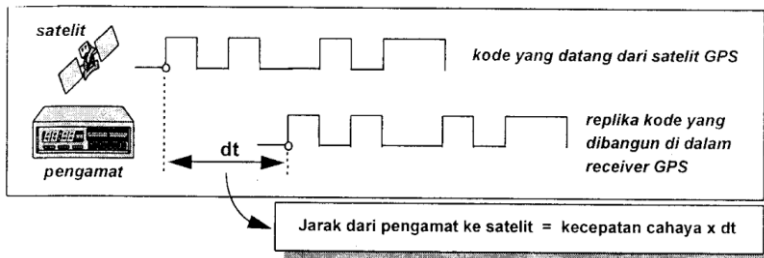 satelit
kode yang datang dari satelit GPS
replika kode yang
dibangun di dalam
receiver GPS
dt
pengamat
Jarak dari pengamat ke satelit = kecepatan cahaya x dt